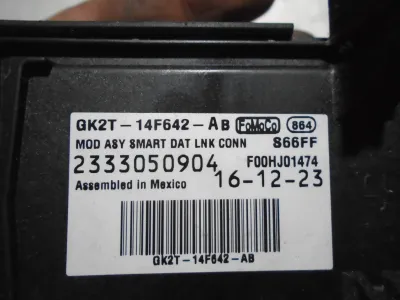 GK2T-14F642-AB FoMoCo 864
MOD ASY SMART DAT LNK CONN 866FF
2333050904 F00HJ01474
Assembled in Mexico 16-12-23
GK2T-14F642-AB